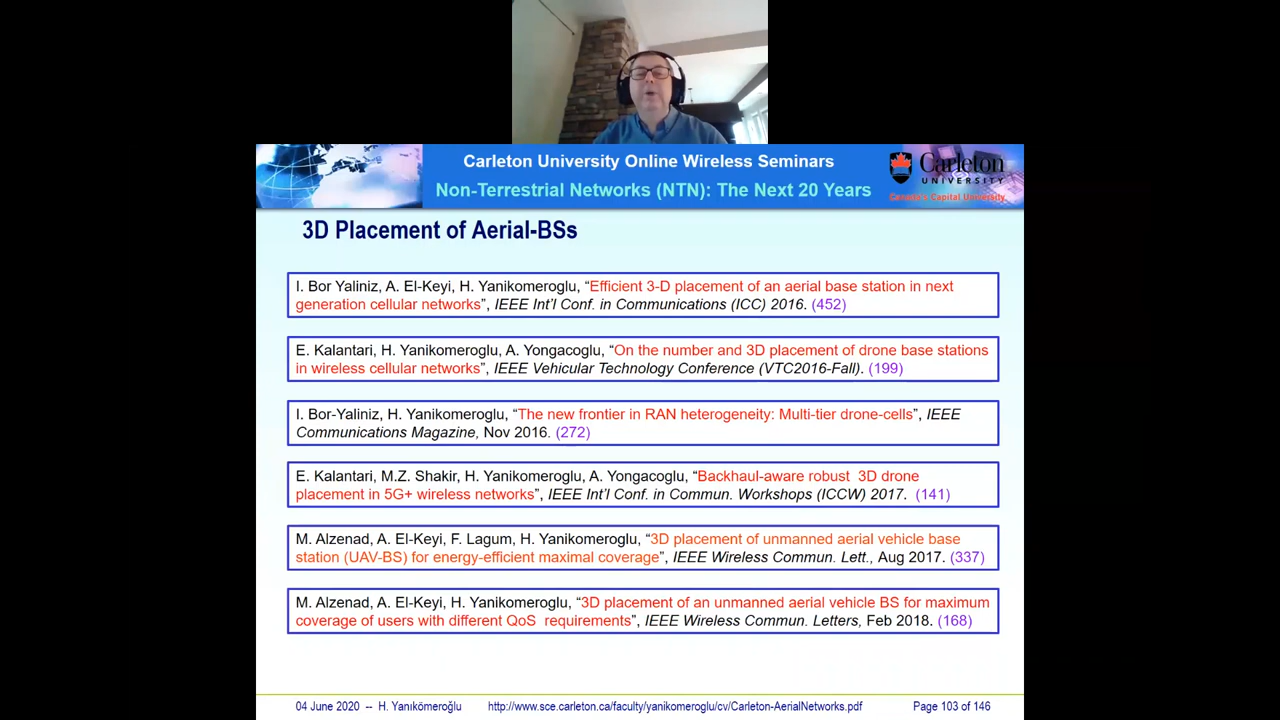 Carleton University Online Wireless Seminars
Non-Terrestrial Networks (NTN): The Next 20 Years
Carleton
UNIVERSITY
Canada's Capital University
3D Placement of Aerial-BSs
I. Bor Yaliniz, A. El-Keyi, H. Yanikomeroglu, “Efficient 3-D placement of an aerial base station in next
generation cellular networks”, IEEE Int’l Conf. in Communications (ICC) 2016. (452)
E. Kalantari, H. Yanikomeroglu, A. Yongacoglu, “On the number and 3D placement of drone base stations
in wireless cellular networks”, IEEE Vehicular Technology Conference (VTC2016-Fall). (199)
I. Bor-Yaliniz, H. Yanikomeroglu, “The new frontier in RAN heterogeneity: Multi-tier drone-cells”, IEEE
Communications Magazine, Nov 2016. (272)
E. Kalantari, M.Z. Shakir, H. Yanikomeroglu, A. Yongacoglu, “Backhaul-aware robust 3D drone
placement in 5G+ wireless networks”, IEEE Int’l Conf. in Commun. Workshops (ICCW) 2017. (141)
M. Alzenad, A. El-Keyi, F. Lagum, H. Yanikomeroglu, “3D placement of unmanned aerial vehicle base
station (UAV-BS) for energy-efficient maximal coverage”, IEEE Wireless Commun. Lett., Aug 2017. (337)
M. Alzenad, A. El-Keyi, H. Yanikomeroglu, “3D placement of an unmanned aerial vehicle BS for maximum
coverage of users with different QoS requirements”, IEEE Wireless Commun. Letters, Feb 2018. (168)
04 June 2020 -- H. Yanıkömeroğlu http://www.sce.carleton.ca/faculty/yanikomeroglu/cv/Carleton-AerialNetworks.pdf Page 103 of 146